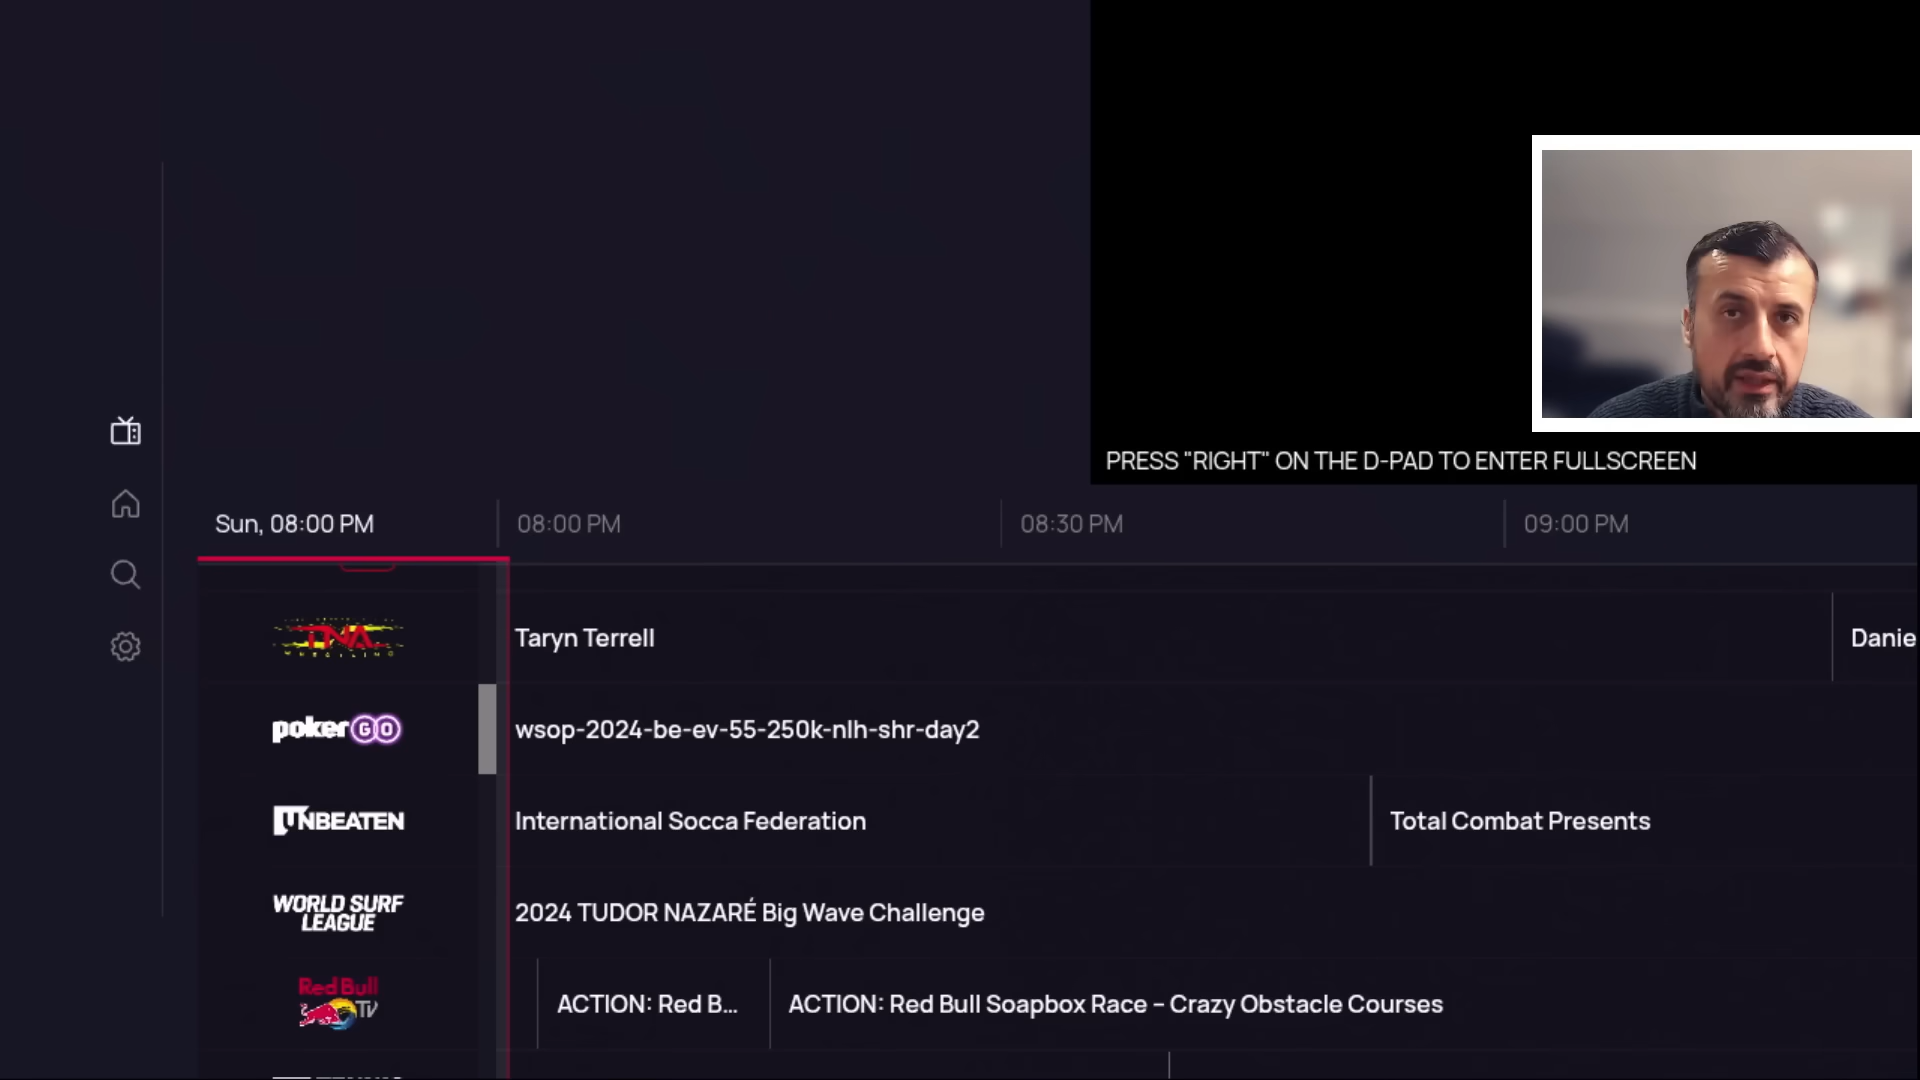 PRESS "RIGHT" ON THE D-PAD TO ENTER FULLSCREEN
Sun, 08:00 PM
08:00 PM
08:30 PM
09:00 PM
TNA
WRESTLING
Taryn Terrell
Danie
pokerGO
wsop-2024-be-ev-55-250k-nlh-shr-day2
UNBEATEN
International Socca Federation
Total Combat Presents
WORLD SURF
LEAGUE
2024 TUDOR NAZARÉ Big Wave Challenge
Red Bull
TV
ACTION: Red B...
ACTION: Red Bull Soapbox Race – Crazy Obstacle Courses